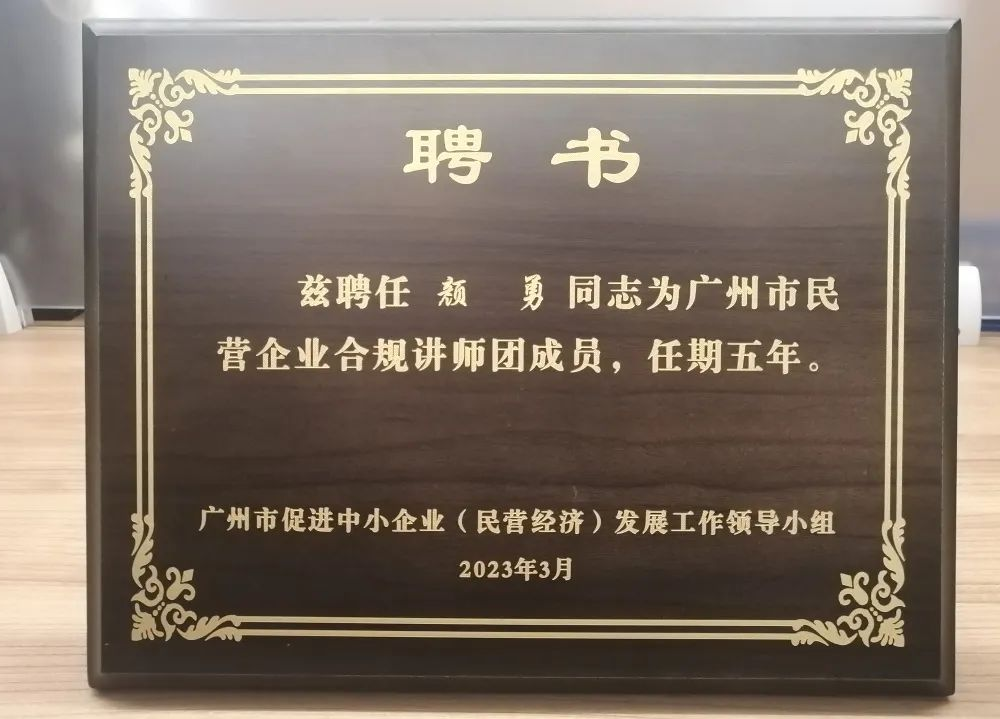 聘书
兹聘任 颜 勇 同志为广州市民
营企业合规讲师团成员，任期五年。
广州市促进中小企业（民营经济）发展工作领导小组
2023年3月